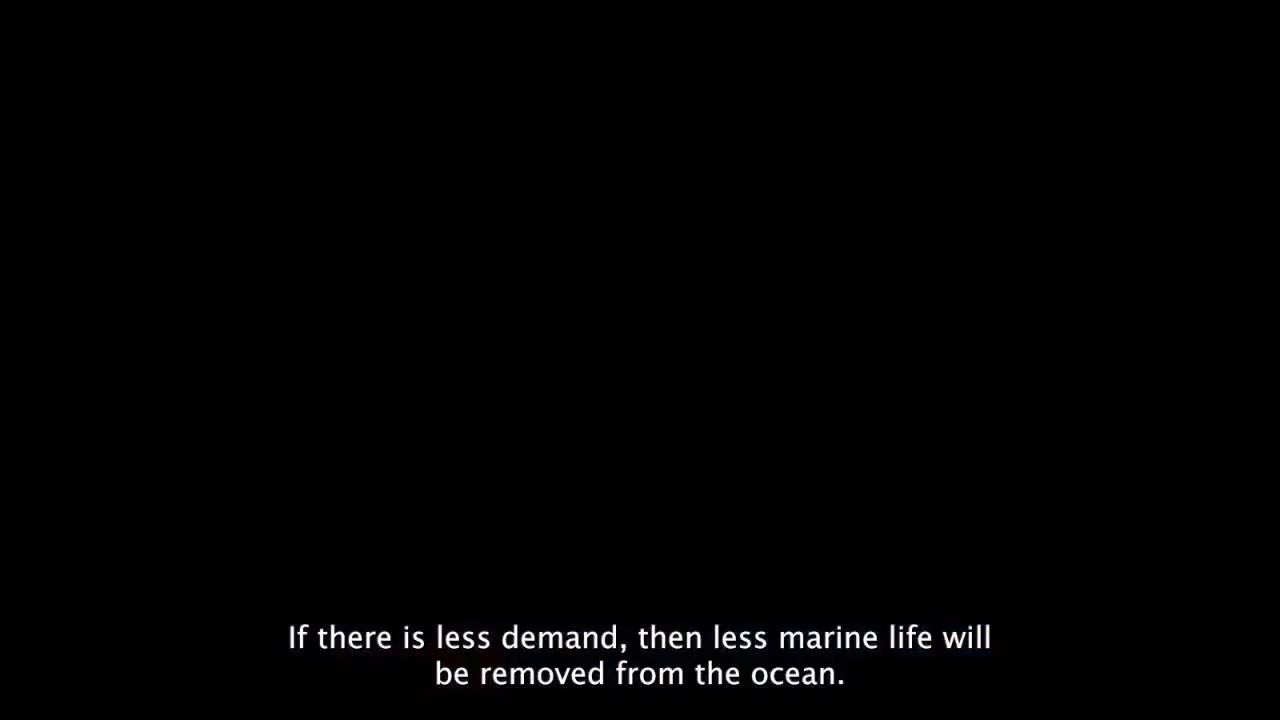 If there is less demand, then less marine life will
be removed from the ocean.